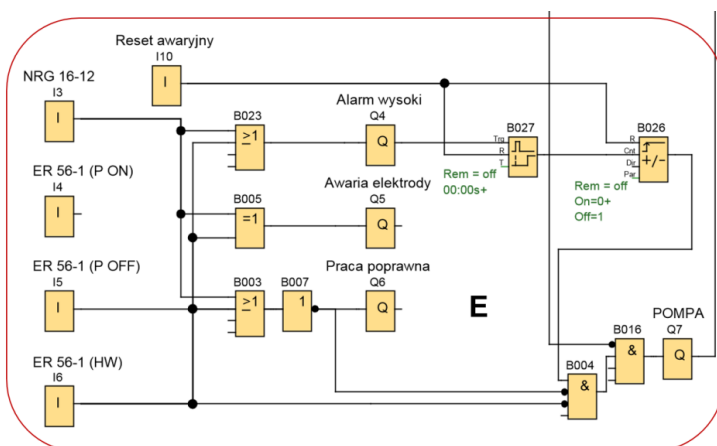 Reset awaryjny
I10
I
NRG 16-12
I3
I
ER 56-1 (P ON)
I4
I
ER 56-1 (P OFF)
I5
I
ER 56-1 (HW)
I6
I
B023
>1
Alarm wysoki
Q4
Q
B005
=1
Awaria elektrody
Q5
Q
B003
>1
B007
1
Praca poprawna
Q6
Q
B027
Trg
R
T
Rem = off
00:00s+
B026
R
Cnt
Dir
Par
+/-
Rem = off
On=0+
Off=1
E
B004
&
B016
&
POMPA
Q7
Q